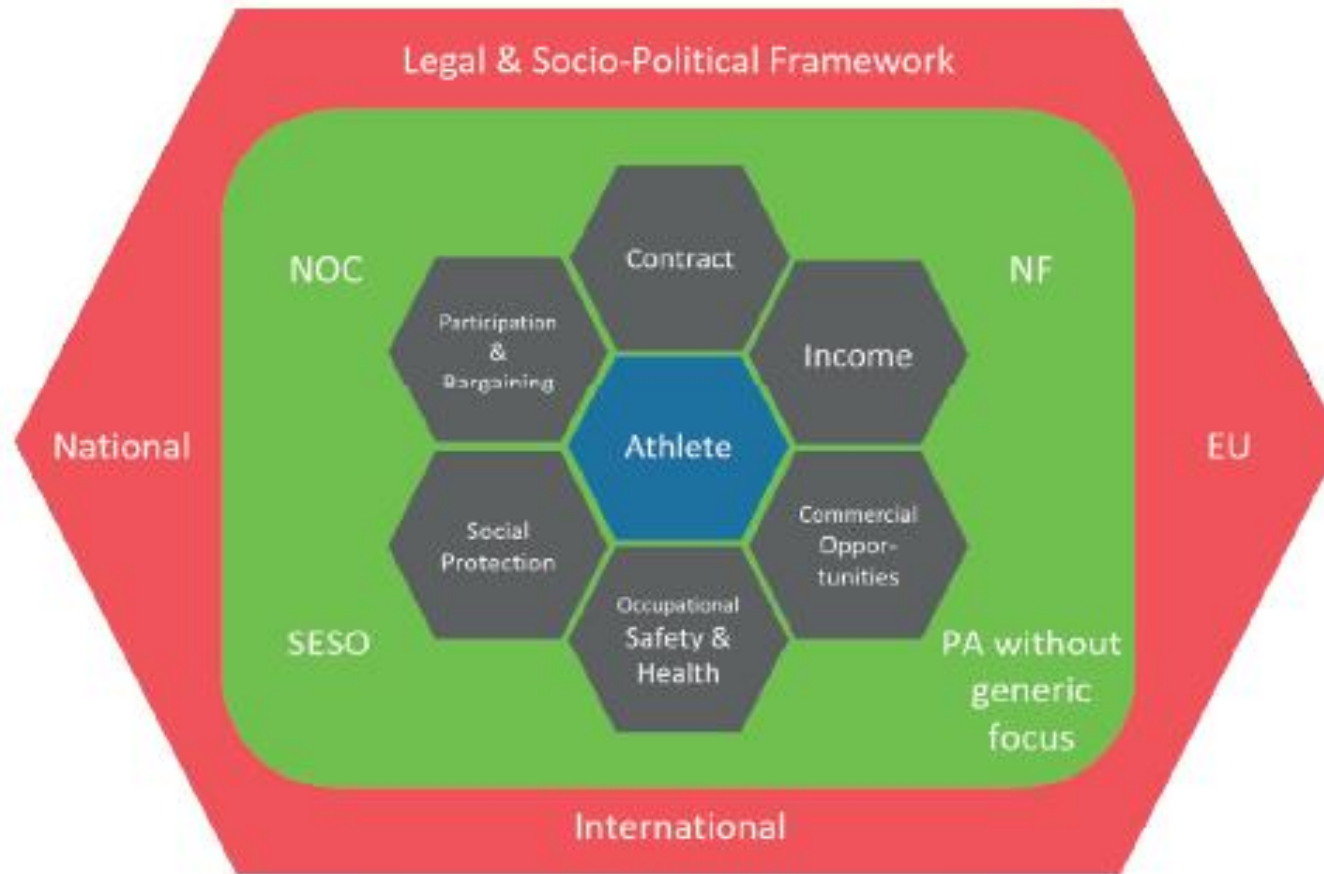 Legal & Socio-Political Framework
NOC
NF
Contract
Participation
&
Bargaining
Income
Athlete
National
EU
Social
Protection
Commercial
Oppor-
tunities
Occupational
Safety &
Health
SESO
PA without
generic
focus
International